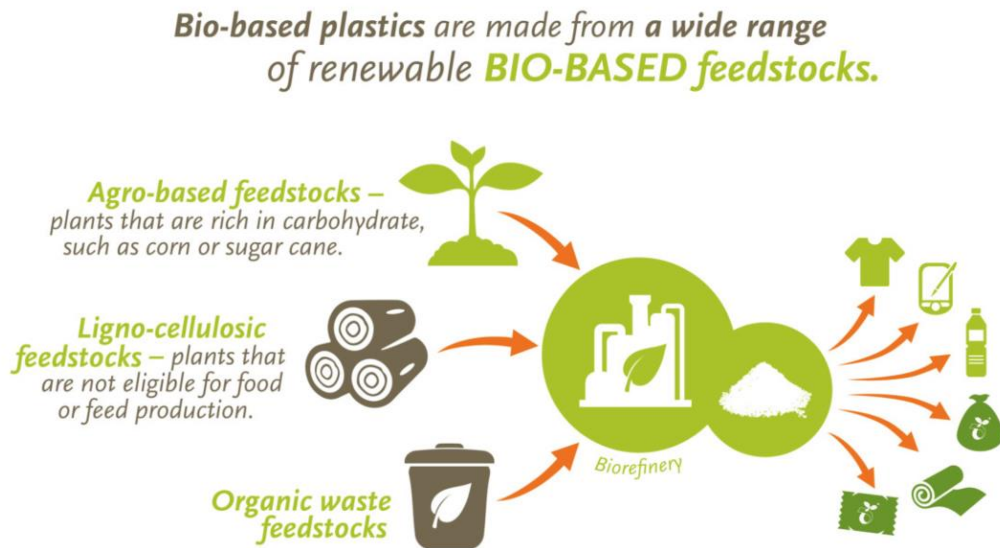 Bio-based plastics are made from a wide range
of renewable BIO-BASED feedstocks.
Agro-based feedstocks –
plants that are rich in carbohydrate,
such as corn or sugar cane.
Ligno-cellulosic
feedstocks – plants that
are not eligible for food
or feed production.
Organic waste
feedstocks
Biorefinery